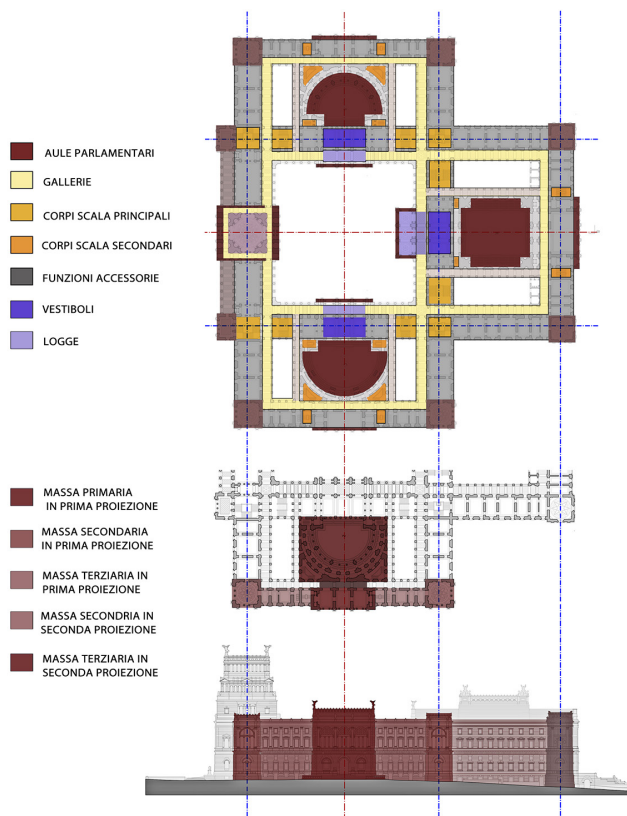 AULE PARLAMENTARI
GALLERIE
CORPI SCALA PRINCIPALI
CORPI SCALA SECONDARI
FUNZIONI ACCESSORIE
VESTIBOLI
LOGGE
MASSA PRIMARIA
IN PRIMA PROIEZIONE
MASSA SECONDARIA
IN PRIMA PROIEZIONE
MASSA TERZIARIA IN
PRIMA PROIEZIONE
MASSA SECONDRIA IN
SECONDA PROIEZIONE
MASSA TERZIARIA IN
SECONDA PROIEZIONE